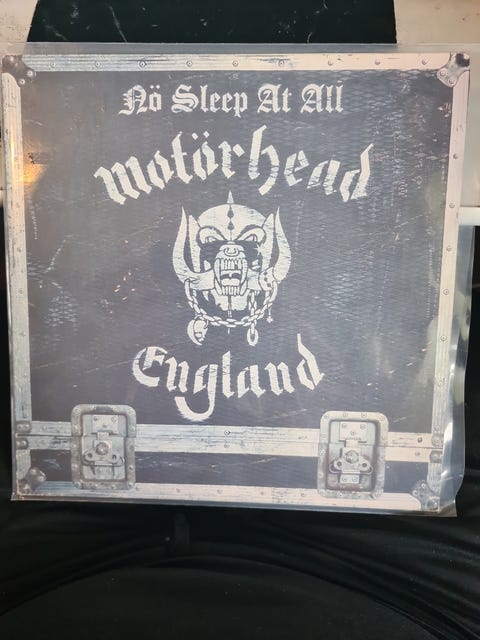 Nö Sleep At All
Motörhead
England